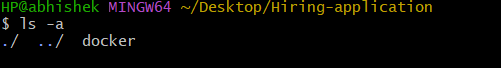 HP@abhishek MINGW64 ~/Desktop/Hiring-application
$ ls -a
./  ../  docker